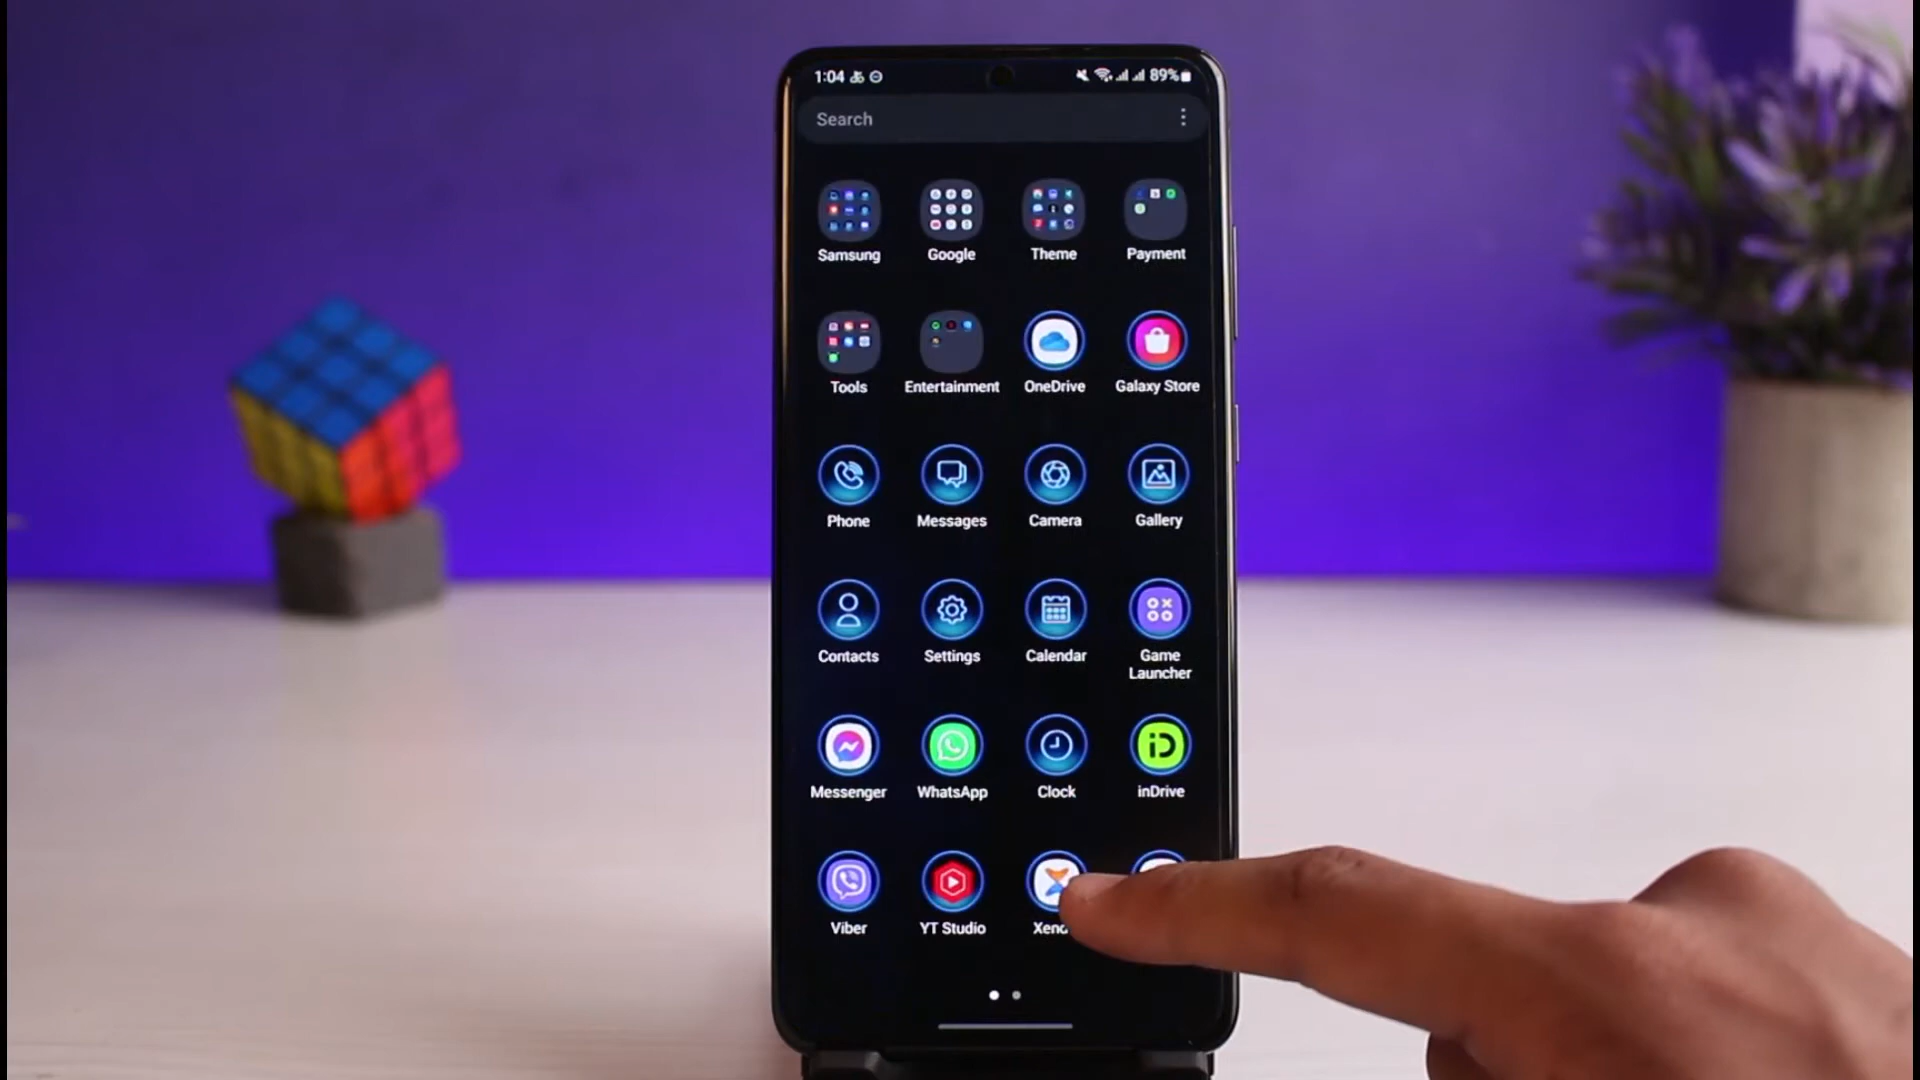 1:04 89%
Search
Samsung Google Theme Payment
Tools Entertainment OneDrive Galaxy Store
Phone Messages Camera Gallery
Contacts Settings Calendar Game Launcher
Messenger WhatsApp Clock inDrive
Viber YT Studio